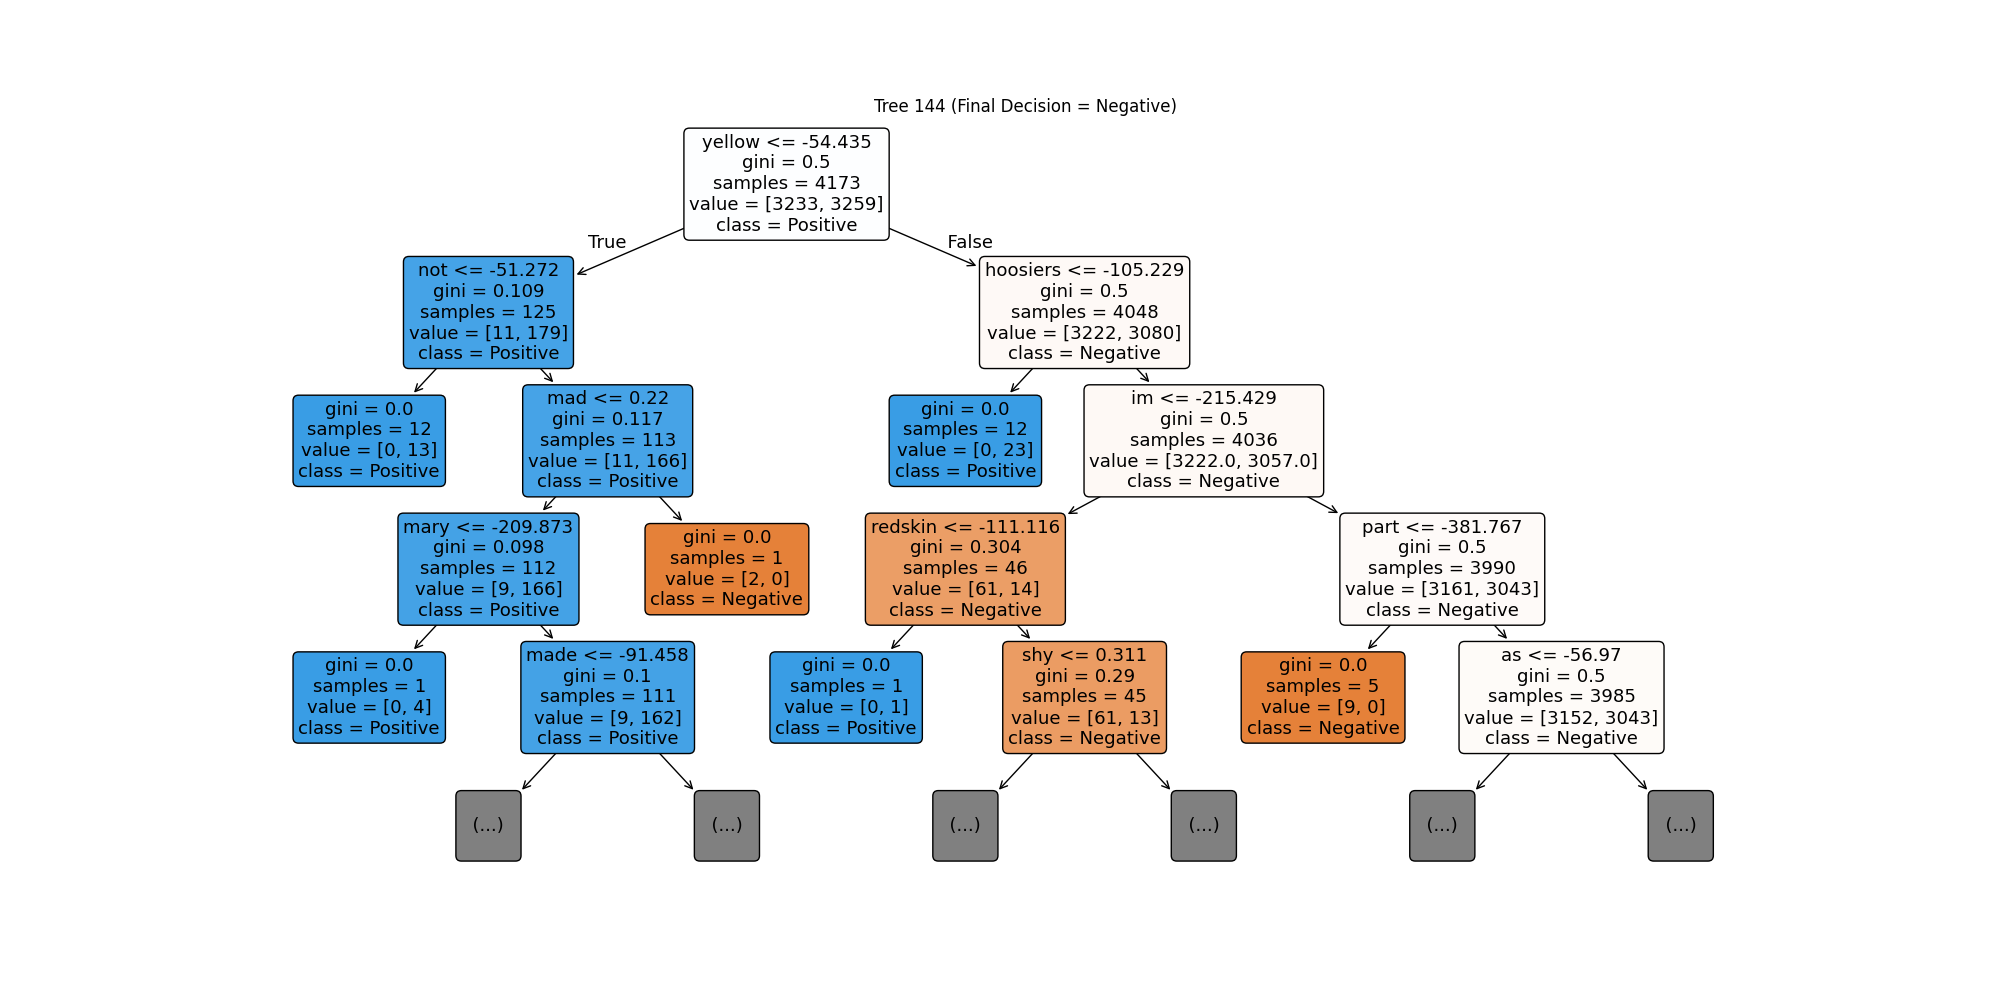 Tree 144 (Final Decision = Negative)
yellow <= -54.435
gini = 0.5
samples = 4173
value = [3233, 3259]
class = Positive
True
False
not <= -51.272
gini = 0.109
samples = 125
value = [11, 179]
class = Positive
hoosiers <= -105.229
gini = 0.5
samples = 4048
value = [3222, 3080]
class = Negative
gini = 0.0
samples = 12
value = [0, 13]
class = Positive
mad <= 0.22
gini = 0.117
samples = 113
value = [11, 166]
class = Positive
gini = 0.0
samples = 12
value = [0, 23]
class = Positive
im <= -215.429
gini = 0.5
samples = 4036
value = [3222.0, 3057.0]
class = Negative
mary <= -209.873
gini = 0.098
samples = 112
value = [9, 166]
class = Positive
gini = 0.0
samples = 1
value = [2, 0]
class = Negative
redskin <= -111.116
gini = 0.304
samples = 46
value = [61, 14]
class = Negative
part <= -381.767
gini = 0.5
samples = 3990
value = [3161, 3043]
class = Negative
gini = 0.0
samples = 1
value = [0, 4]
class = Positive
made <= -91.458
gini = 0.1
samples = 111
value = [9, 162]
class = Positive
gini = 0.0
samples = 1
value = [0, 1]
class = Positive
shy <= 0.311
gini = 0.29
samples = 45
value = [61, 13]
class = Negative
gini = 0.0
samples = 5
value = [9, 0]
class = Negative
as <= -56.97
gini = 0.5
samples = 3985
value = [3152, 3043]
class = Negative
(...)
(...)
(...)
(...)
(...)
(...)